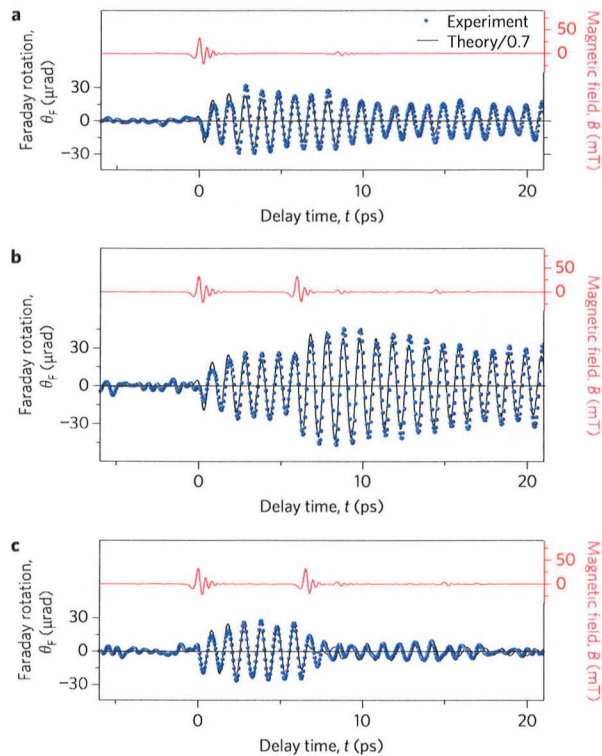 a
Experiment
Theory/0.7
Faraday rotation,
θF (μrad)
30
0
−30
50
0
Magnetic field, B (mT)
0
10
20
Delay time, t (ps)
b
Faraday rotation,
θF (μrad)
30
0
−30
50
0
Magnetic field, B (mT)
0
10
20
Delay time, t (ps)
c
Faraday rotation,
θF (μrad)
30
0
−30
50
0
Magnetic field, B (mT)
0
10
20
Delay time, t (ps)